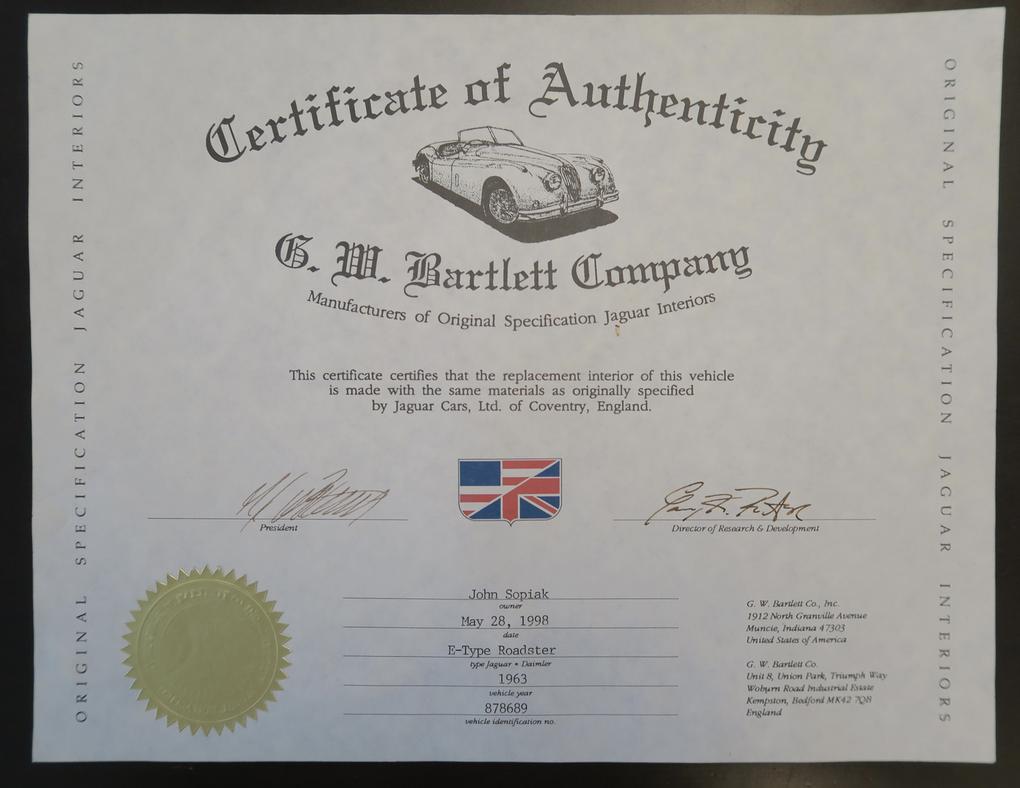 Certificate of Authenticity
G. W. Bartlett Company
Manufacturers of Original Specification Jaguar Interiors
ORIGINAL SPECIFICATION JAGUAR INTERIORS
ORIGINAL SPECIFICATION JAGUAR INTERIORS
This certificate certifies that the replacement interior of this vehicle
is made with the same materials as originally specified
by Jaguar Cars, Ltd. of Coventry, England.
President
Director of Research & Development
John Sopiak
owner
May 28, 1998
date
E-Type Roadster
type Jaguar • Daimler
1963
vehicle year
878689
vehicle identification no.
G. W. Bartlett Co., Inc.
1912 North Granville Avenue
Muncie, Indiana 47303
United States of America
G. W. Bartlett Co.
Unit 8, Union Park, Triumph Way
Woburn Road Industrial Estate
Kempston, Bedford MK42 7QB
England